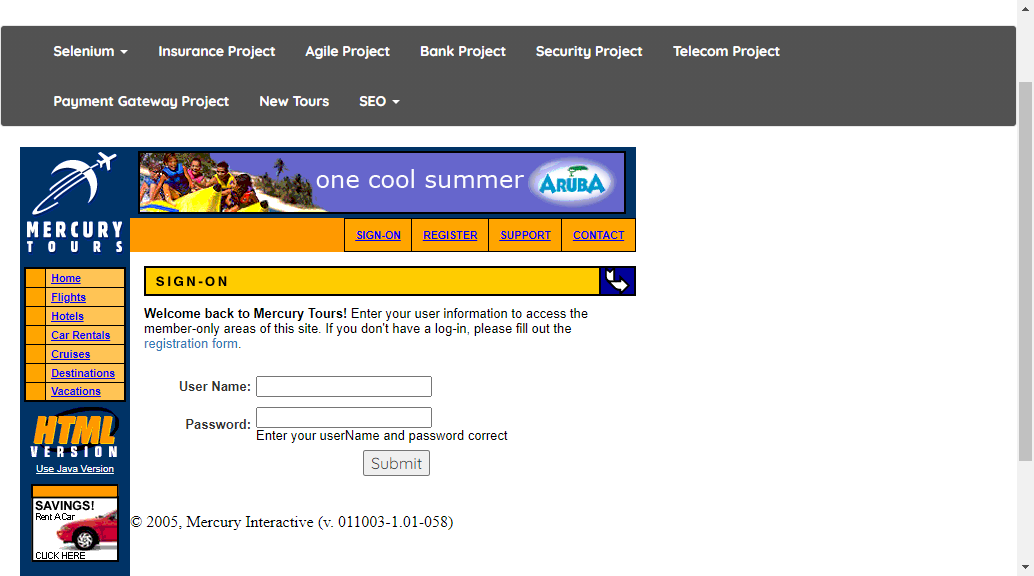 Selenium Insurance Project Agile Project Bank Project Security Project Telecom Project
Payment Gateway Project New Tours SEO
MERCURY
TOURS
one cool summer ARUBA
SIGN-ON REGISTER SUPPORT CONTACT
Home
Flights
Hotels
Car Rentals
Cruises
Destinations
Vacations
HTML
VERSION
Use Java Version
SAVINGS!
Rent A Car
CLICK HERE
SIGN-ON
Welcome back to Mercury Tours! Enter your user information to access the
member-only areas of this site. If you don't have a log-in, please fill out the
registration form.
User Name:
Password:
Enter your userName and password correct
Submit
© 2005, Mercury Interactive (v. 011003-1.01-058)